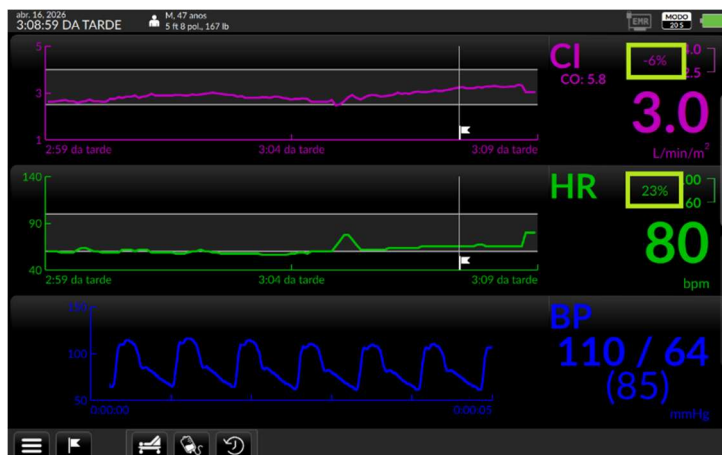 abr. 16, 2026
3:08:59 DA TARDE
M, 47 anos
5 ft 8 pol., 167 lb
EMR
MODO
20 S
5
3
1
2:59 da tarde
3:04 da tarde
3:09 da tarde
CI
CO: 5.8
-6%
4.0
2.5
3.0
L/min/m²
140
90
40
2:59 da tarde
3:04 da tarde
3:09 da tarde
HR
23%
100
60
80
bpm
150
100
50
0:00:00
0:00:05
BP
110 / 64
(85)
mmHg